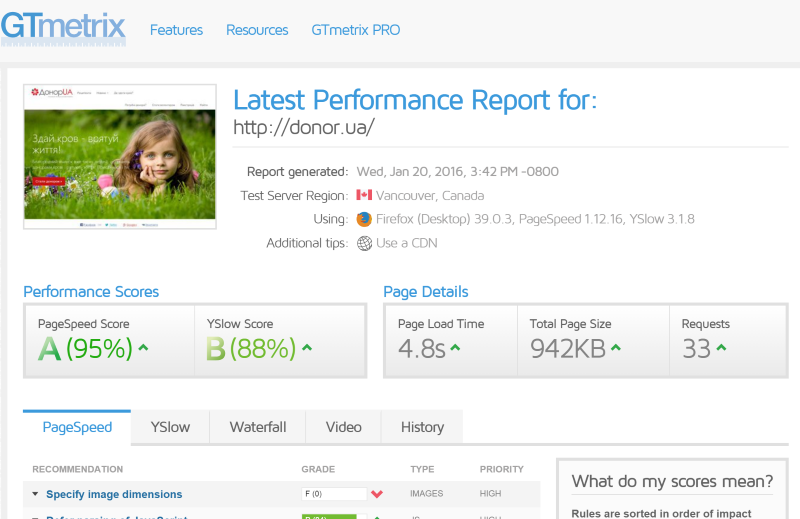 GTmetrix
Features Resources GTmetrix PRO
ДонорUA
Здай кров – врятуй
життя!
Latest Performance Report for:
http://donor.ua/
Report generated: Wed, Jan 20, 2016, 3:42 PM -0800
Test Server Region: Vancouver, Canada
Using: Firefox (Desktop) 39.0.3, PageSpeed 1.12.16, YSlow 3.1.8
Additional tips: Use a CDN
Performance Scores
Page Details
PageSpeed Score YSlow Score Page Load Time Total Page Size Requests
A (95%) B (88%) 4.8s 942KB 33
PageSpeed YSlow Waterfall Video History
RECOMMENDATION GRADE TYPE PRIORITY
Specify image dimensions F (0) IMAGES HIGH
What do my scores mean?
Rules are sorted in order of impact